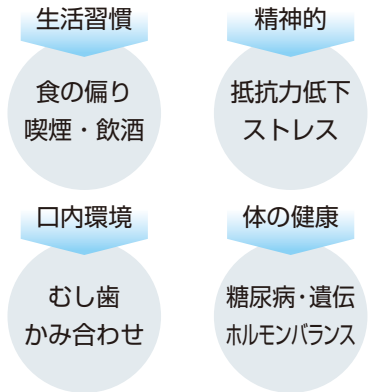 生活習慣
食の偏り
喫煙・飲酒
精神的
抵抗力低下
ストレス
口内環境
むし歯
かみ合わせ
体の健康
糖尿病・遺伝
ホルモンバランス